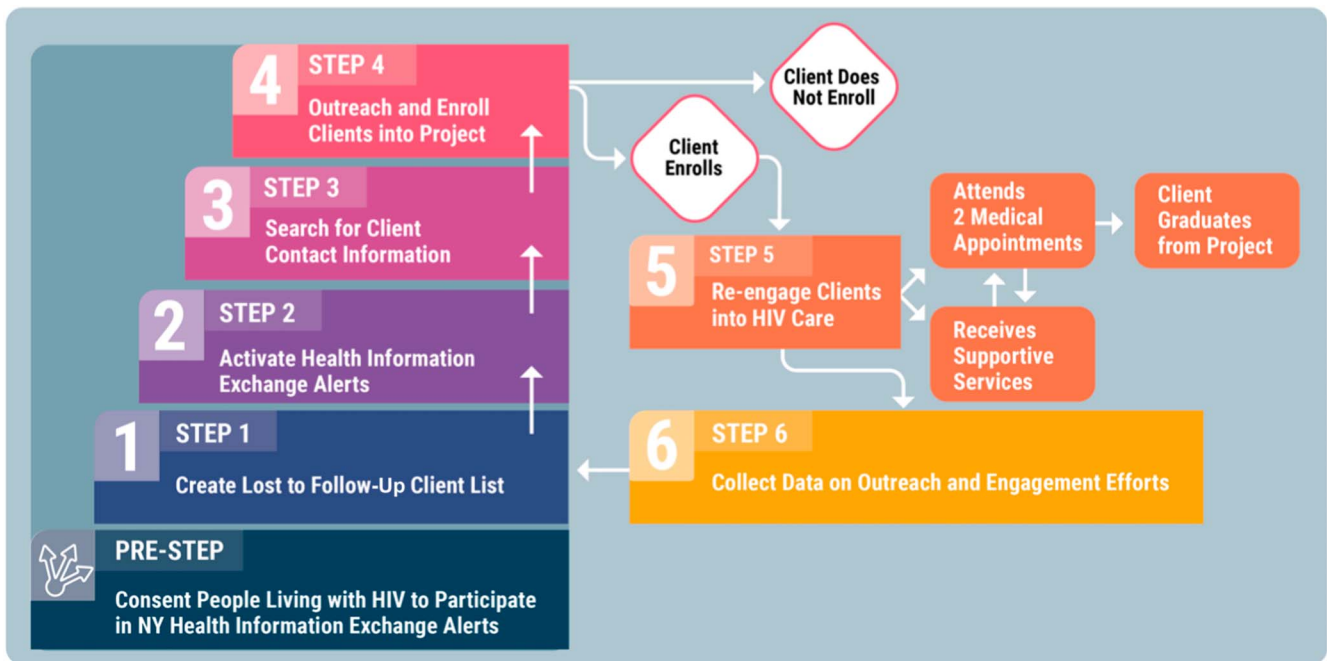 4
STEP 4
Outreach and Enroll
Clients into Project
Client Does
Not Enroll
Client
Enrolls
3
STEP 3
Search for Client
Contact Information
2
STEP 2
Activate Health Information
Exchange Alerts
1
STEP 1
Create Lost to Follow-Up Client List
PRE-STEP
Consent People Living with HIV to Participate
in NY Health Information Exchange Alerts
5
STEP 5
Re-engage Clients
into HIV Care
Attends
2 Medical
Appointments
Client
Graduates
from Project
Receives
Supportive
Services
6
STEP 6
Collect Data on Outreach and Engagement Efforts